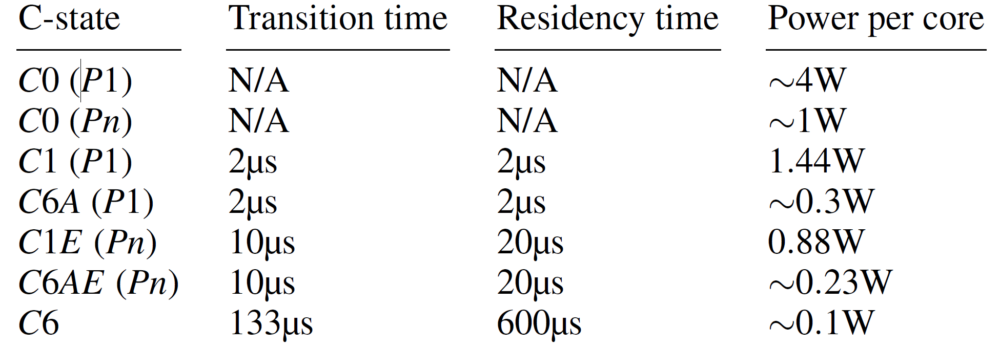 C-state Transition time Residency time Power per core
C0 (P1) N/A N/A ~4W
C0 (Pn) N/A N/A ~1W
C1 (P1) 2μs 2μs 1.44W
C6A (P1) 2μs 2μs ~0.3W
C1E (Pn) 10μs 20μs 0.88W
C6AE (Pn) 10μs 20μs ~0.23W
C6 133μs 600μs ~0.1W